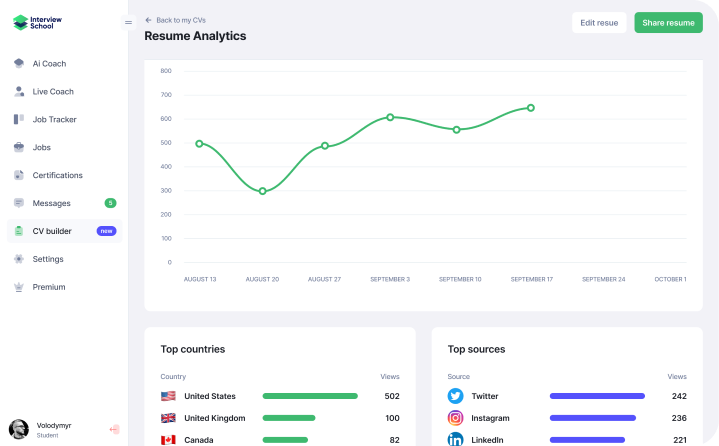 Interview
School
Ai Coach
Live Coach
Job Tracker
Jobs
Certifications
Messages 5
CV builder new
Settings
Premium
Volodymyr
Student
Back to my CVs
Resume Analytics
Edit resue
Share resume
800
700
600
500
400
300
200
100
0
AUGUST 13 AUGUST 20 AUGUST 27 SEPTEMBER 3 SEPTEMBER 10 SEPTEMBER 17 SEPTEMBER 24 OCTOBER 1
Top countries
Country Views
United States 502
United Kingdom 100
Canada 82
Top sources
Source Views
Twitter 242
Instagram 236
LinkedIn 221